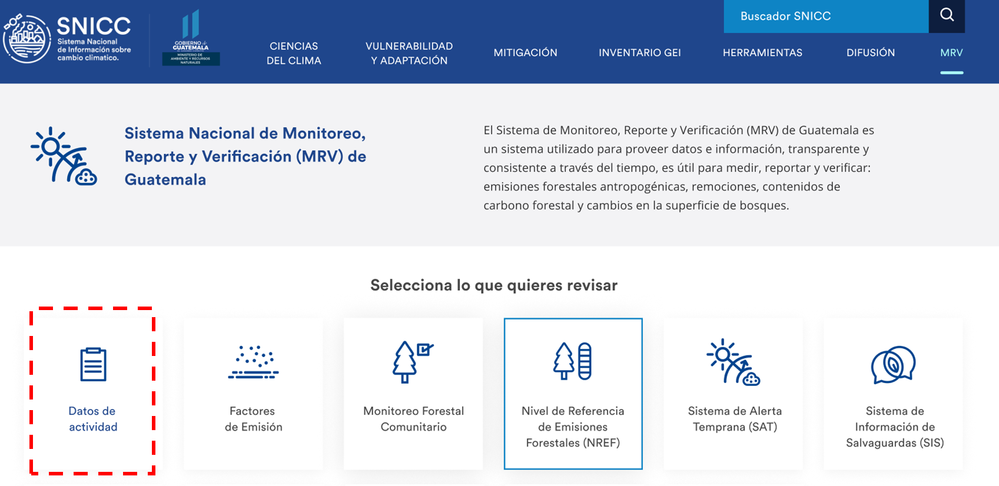 SNICC
Sistema Nacional
de Información sobre
cambio climatico.
GOBIERNO de
GUATEMALA
MINISTERIO DE
AMBIENTE Y RECURSOS
NATURALES
Buscador SNICC
CIENCIAS
DEL CLIMA
VULNERABILIDAD
Y ADAPTACIÓN
MITIGACIÓN
INVENTARIO GEI
HERRAMIENTAS
DIFUSIÓN
MRV
Sistema Nacional de Monitoreo,
Reporte y Verificación (MRV) de
Guatemala
El Sistema de Monitoreo, Reporte y Verificación (MRV) de Guatemala es
un sistema utilizado para proveer datos e información, transparente y
consistente a través del tiempo, es útil para medir, reportar y verificar:
emisiones forestales antropogénicas, remociones, contenidos de
carbono forestal y cambios en la superficie de bosques.
Selecciona lo que quieres revisar
Datos de
actividad
Factores
de Emisión
Monitoreo Forestal
Comunitario
Nivel de Referencia
de Emisiones
Forestales (NREF)
Sistema de Alerta
Temprana (SAT)
Sistema de
Información de
Salvaguardas (SIS)